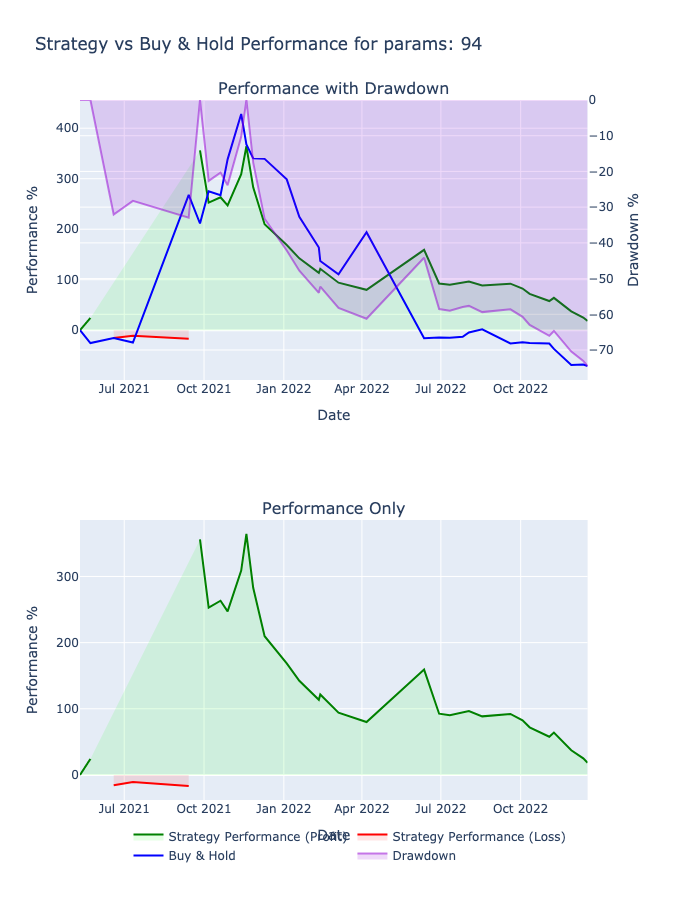 Strategy vs Buy & Hold Performance for params: 94
Performance with Drawdown
400
300
200
100
0
Performance %
0
−10
−20
−30
−40
−50
−60
−70
Drawdown %
Jul 2021 Oct 2021 Jan 2022 Apr 2022 Jul 2022 Oct 2022
Date
Performance Only
300
200
100
0
Performance %
Jul 2021 Oct 2021 Jan 2022 Apr 2022 Jul 2022 Oct 2022
Date
Strategy Performance (Profit) Strategy Performance (Loss)
Buy & Hold Drawdown